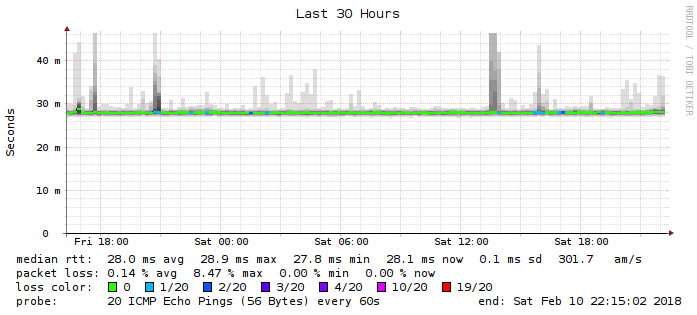 Last 30 Hours
RRDTOOL / TOBI OETIKER
Seconds
40 m
30 m
20 m
10 m
0
Fri 18:00 Sat 00:00 Sat 06:00 Sat 12:00 Sat 18:00
median rtt: 28.0 ms avg 28.9 ms max 27.8 ms min 28.1 ms now 0.1 ms sd 301.7 am/s
packet loss: 0.14 % avg 8.47 % max 0.00 % min 0.00 % now
loss color: 0 1/20 2/20 3/20 4/20 10/20 19/20
probe: 20 ICMP Echo Pings (56 Bytes) every 60s end: Sat Feb 10 22:15:02 2018